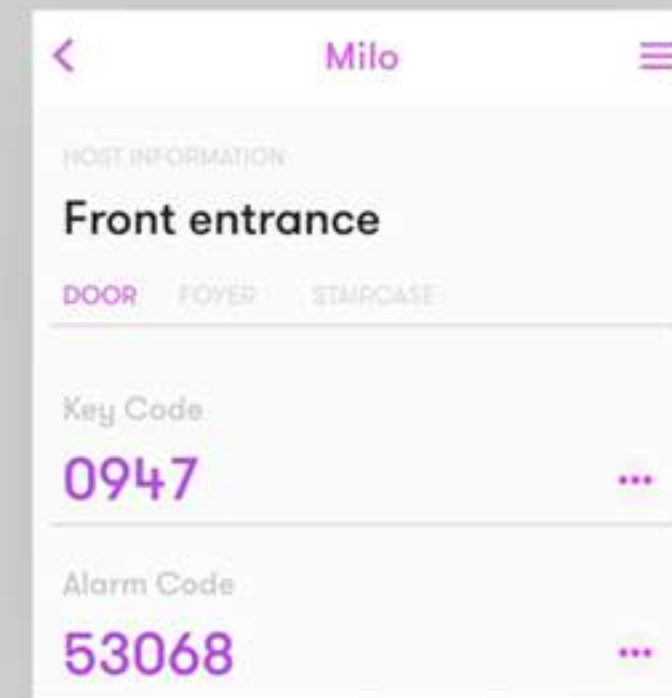 Milo
HOST INFORMATION
Front entrance
DOOR FOYER STAIRCASE
Key Code
0947
Alarm Code
53068